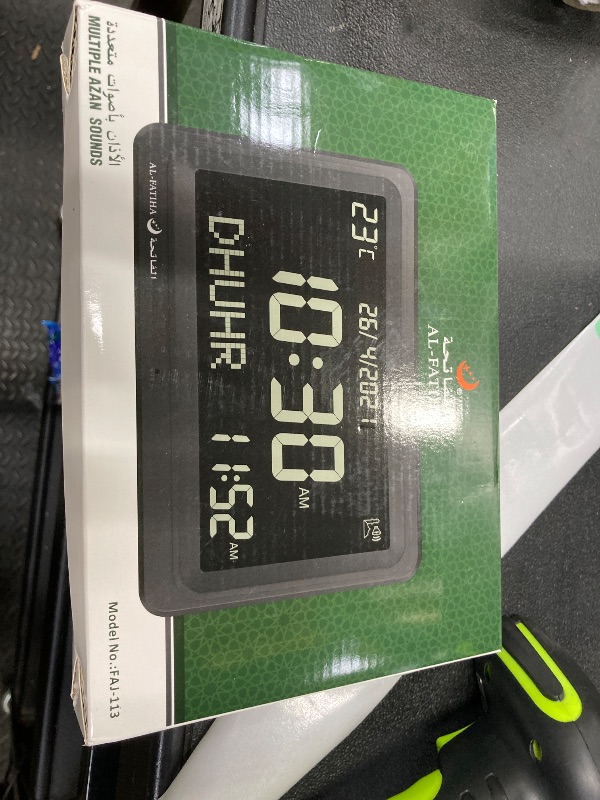 الفاتحة
AL-FATIHA
23°C
26/4/2021
10:30 AM
DHUHR
11:52 AM
AL-FATIHA الفاتحة
الأذان بأصوات متعددة
MULTIPLE AZAN SOUNDS
Model No.:FAJ-113